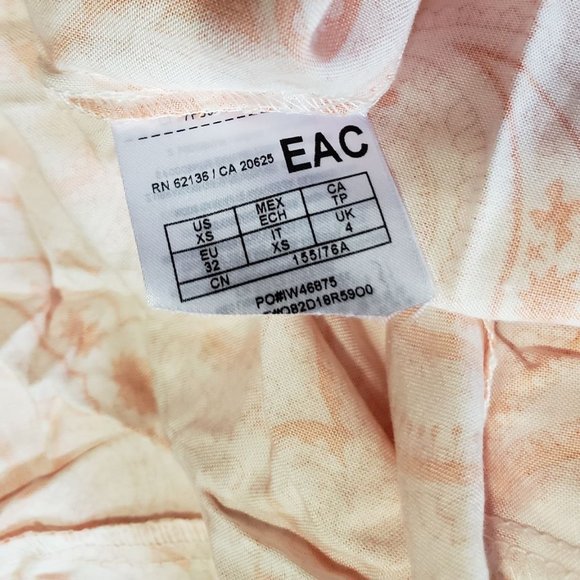 EAC
RN 62136 / CA 20625
US MEX CA
XS ECH TP
EU IT UK
32 XS 4
CN 155/76A
PO#IW46875